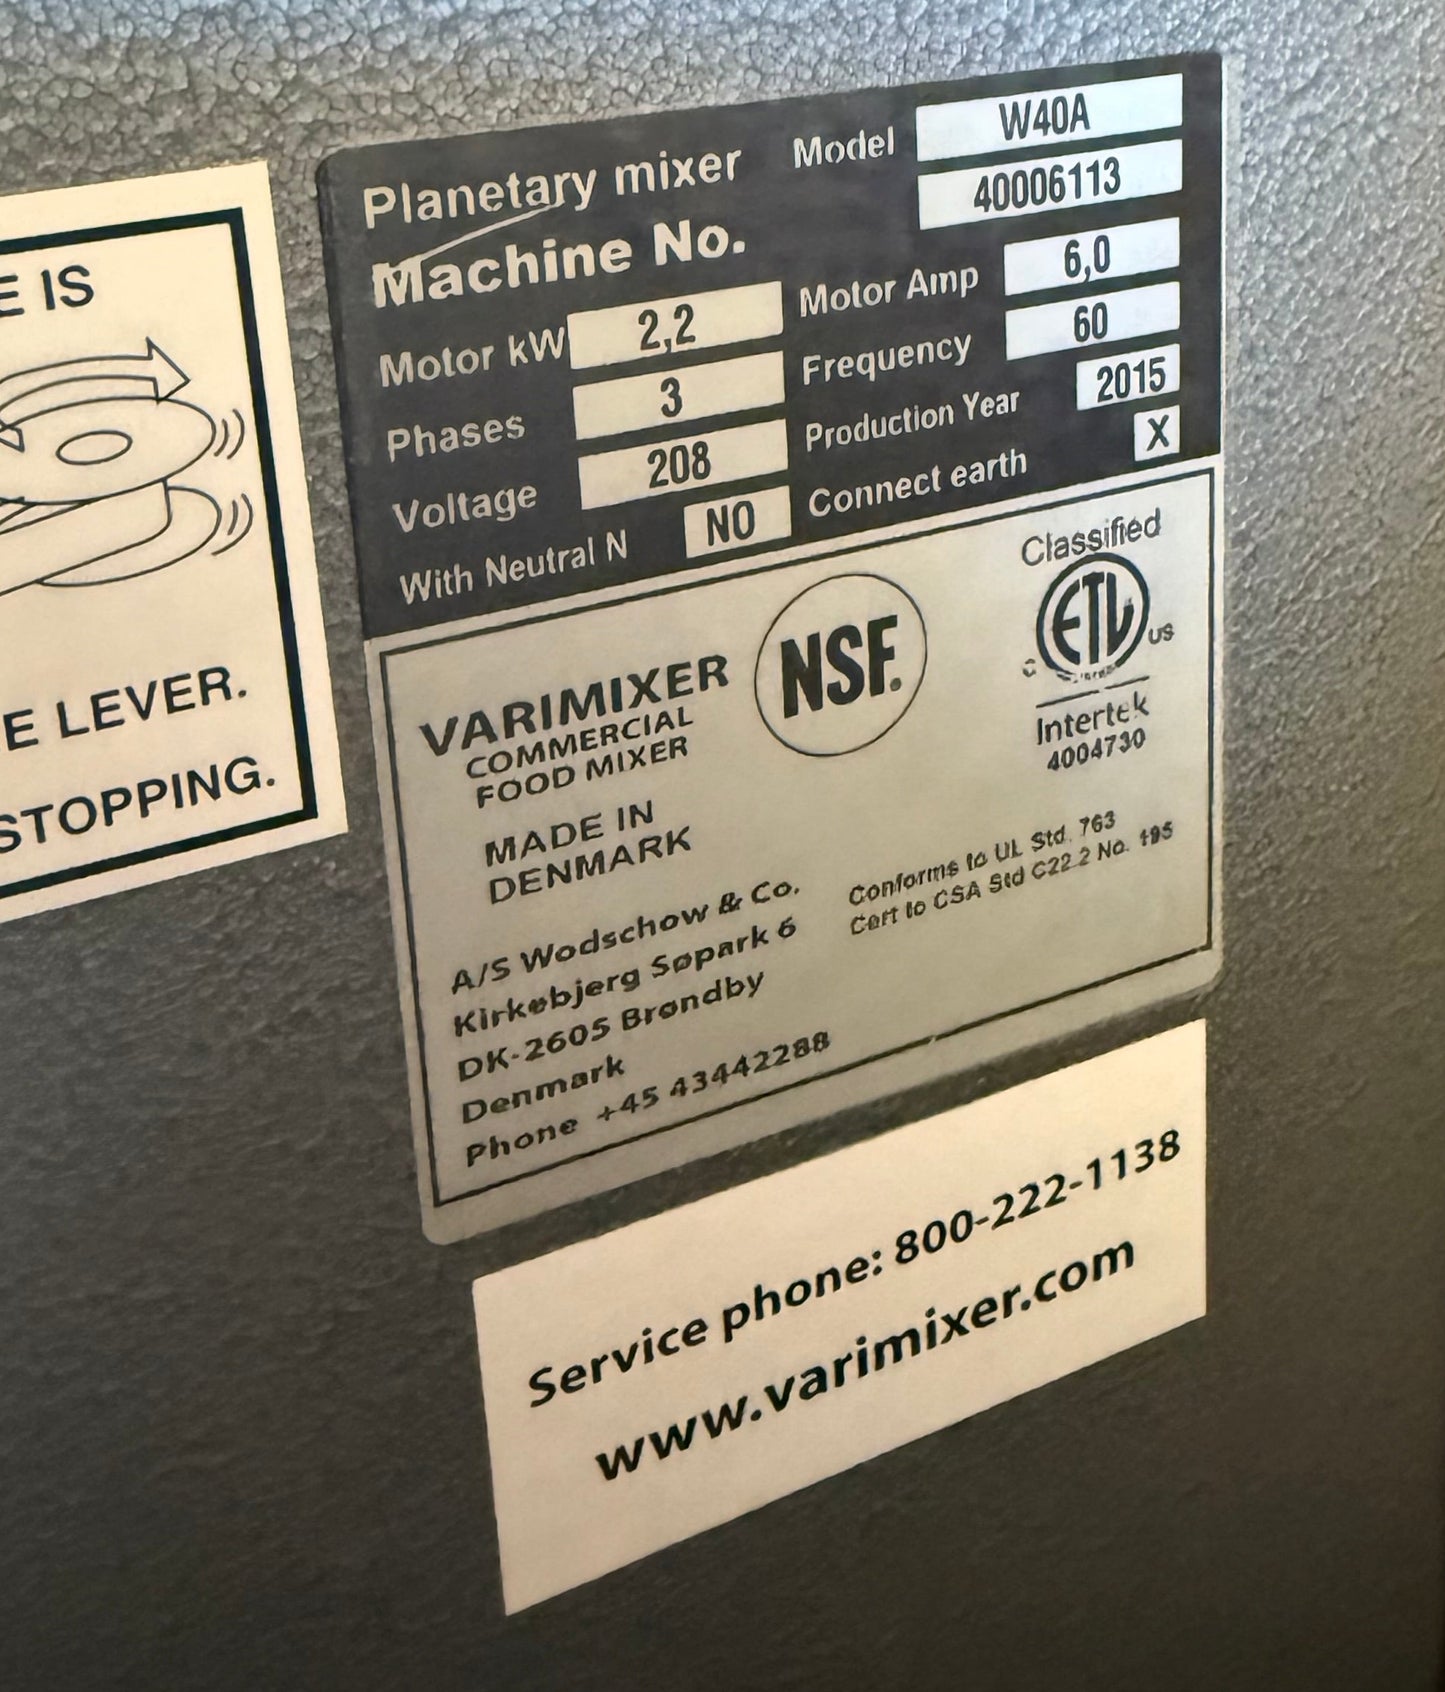 E IS
E LEVER.
STOPPING.
Planetary mixer Model W40A
Machine No. 40006113
Motor kW 2,2 Motor Amp 6,0
Phases 3 Frequency 60
Voltage 208 Production Year 2015
With Neutral N NO Connect earth X
VARIMIXER
COMMERCIAL
FOOD MIXER
MADE IN
DENMARK
A/S Wodschow & Co.
Kirkebjerg Søpark 6
DK-2605 Brøndby
Denmark
Phone +45 43442288
NSF.
Classified
ETL
C US
Intertek
4004730
Conforms to UL Std. 763
Cert to CSA Std C22.2 No. 195
Service phone: 800-222-1138
www.varimixer.com